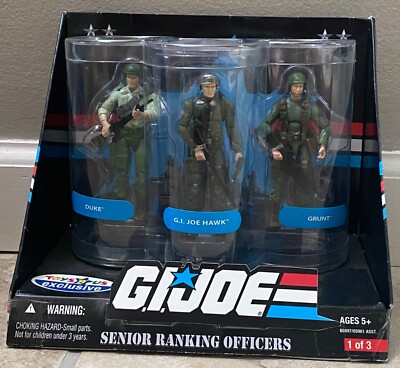 DUKE
G.I. JOE HAWK™
GRUNT
TOYS"R"US
exclusive
G.I.JOE
WARNING:
CHOKING HAZARD-Small parts.
Not for children under 3 years.
SENIOR RANKING OFFICERS
AGES 5+
1 of 3